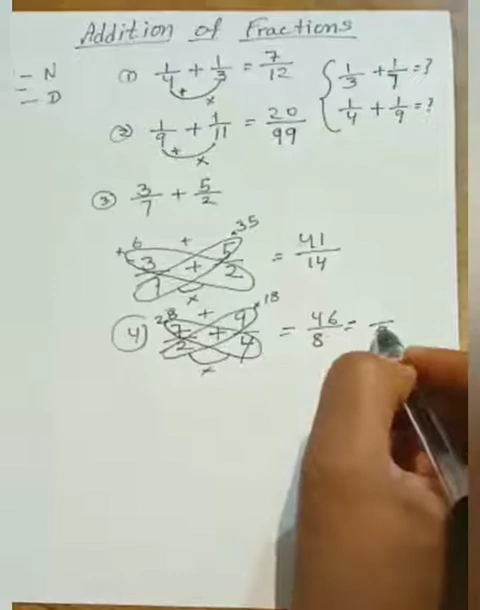 Addition of Fractions
- N
- D
① 1/4 + 1/3 = 7/12
+
x
{ 1/3 + 1/7 = ?
1/4 + 1/9 = ?
② 1/9 + 1/11 = 20/99
+
x
③ 3/7 + 5/2
+ 6 + 35
3/7 + 5/2 = 41/14
x
28 + 18
4) 7/2 + 9/4 = 46/8 =
x